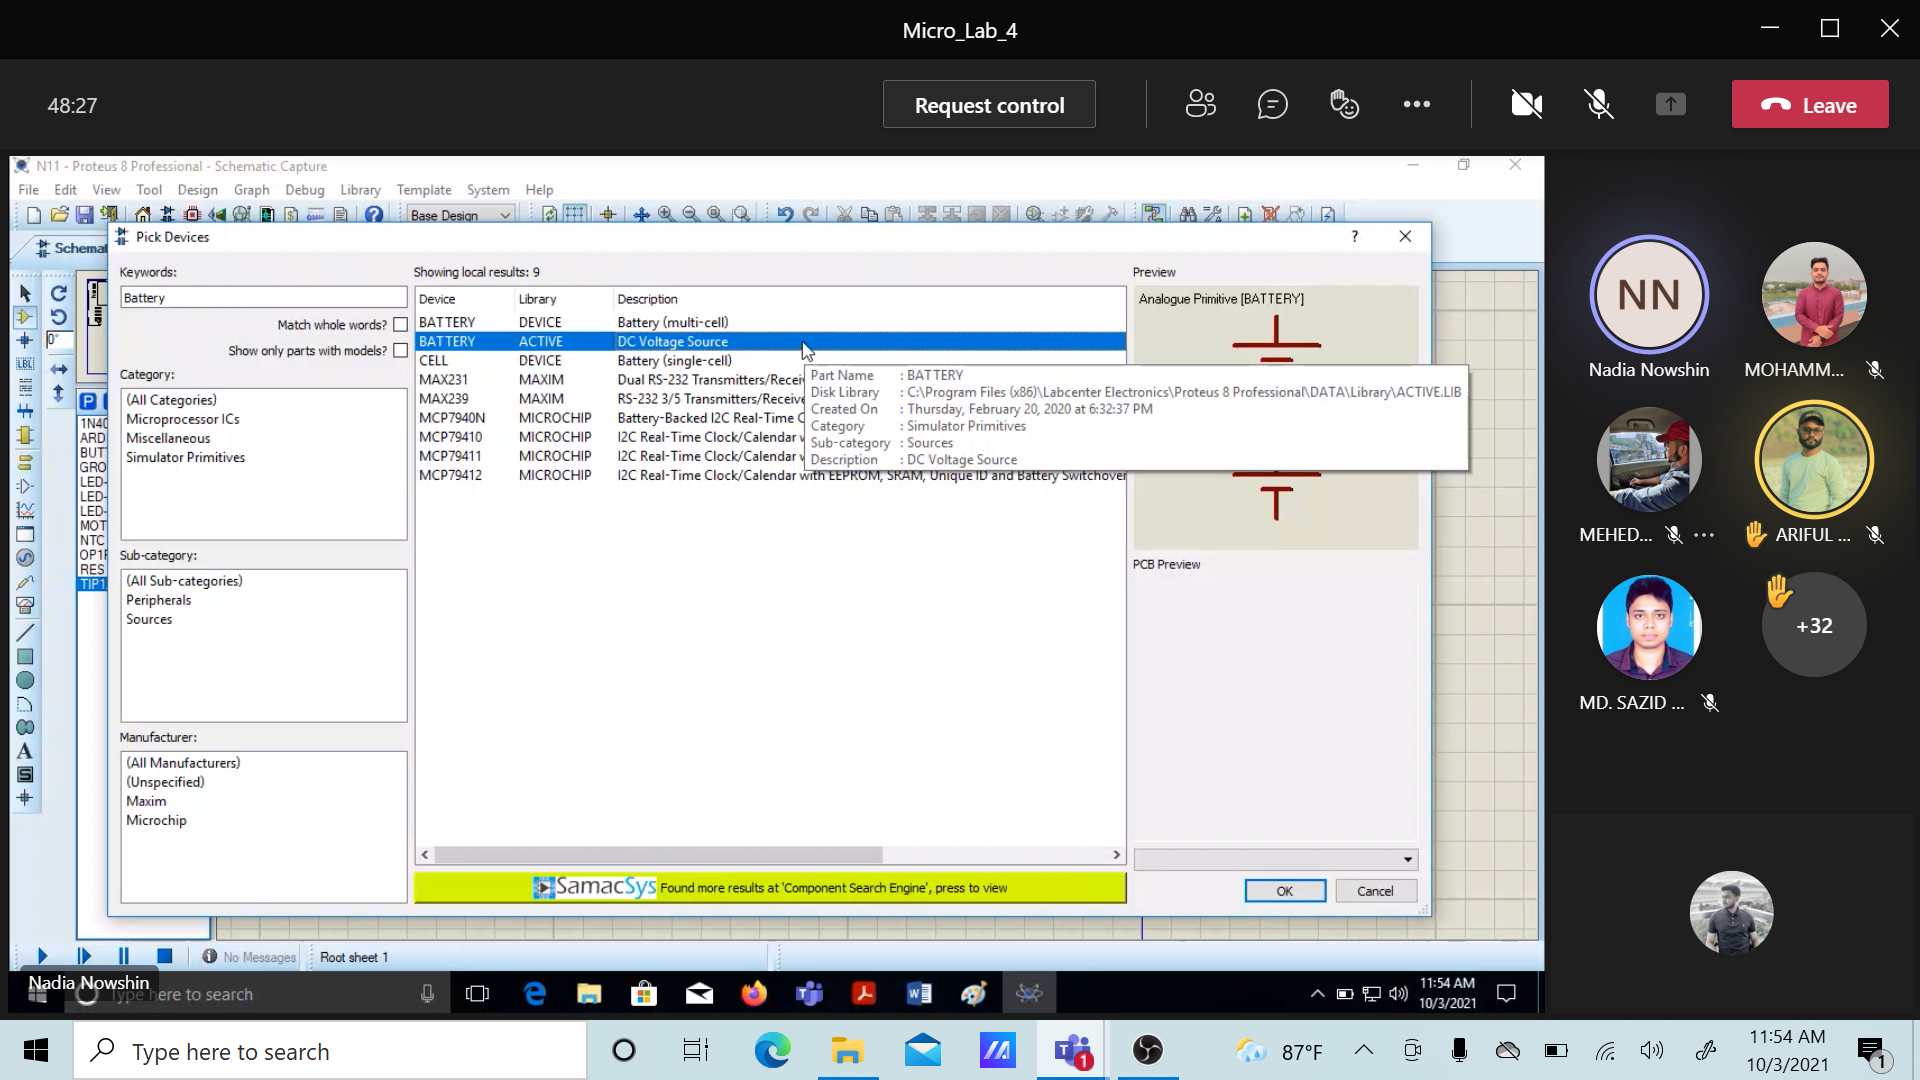 Micro_Lab_4
48:27
Request control
Leave
N11 - Proteus 8 Professional - Schematic Capture
File Edit View Tool Design Graph Debug Library Template System Help
Base Design
Schemat
Pick Devices
?
Keywords:
Battery
Match whole words?
Show only parts with models?
Category:
(All Categories)
Microprocessor ICs
Miscellaneous
Simulator Primitives
Sub-category:
(All Sub-categories)
Peripherals
Sources
Manufacturer:
(All Manufacturers)
(Unspecified)
Maxim
Microchip
0°
LBL
P
1N40
ARD
BUT
GRO
LED-
LED-
LED-
MOT
NTC
OP1F
RES
TIP1
A
S
Showing local results: 9
Device Library Description
BATTERY DEVICE Battery (multi-cell)
BATTERY ACTIVE DC Voltage Source
CELL DEVICE Battery (single-cell)
MAX231 MAXIM Dual RS-232 Transmitters/Receiv
MAX239 MAXIM RS-232 3/5 Transmitters/Receive
MCP7940N MICROCHIP Battery-Backed I2C Real-Time C
MCP79410 MICROCHIP I2C Real-Time Clock/Calendar w
MCP79411 MICROCHIP I2C Real-Time Clock/Calendar w
MCP79412 MICROCHIP I2C Real-Time Clock/Calendar with EEPROM, SRAM, Unique ID and Battery Switchover
Part Name : BATTERY
Disk Library : C:\Program Files (x86)\Labcenter Electronics\Proteus 8 Professional\DATA\Library\ACTIVE.LIB
Created On : Thursday, February 20, 2020 at 6:32:37 PM
Category : Simulator Primitives
Sub-category : Sources
Description : DC Voltage Source
Preview
Analogue Primitive [BATTERY]
PCB Preview
SamacSys Found more results at 'Component Search Engine', press to view
OK
Cancel
No Messages
Root sheet 1
Nadia Nowshin
Type here to search
11:54 AM
10/3/2021
NN
Nadia Nowshin
MOHAMM...
MEHED...
ARIFUL ...
MD. SAZID ...
+32
Type here to search
1
87°F
11:54 AM
10/3/2021
1